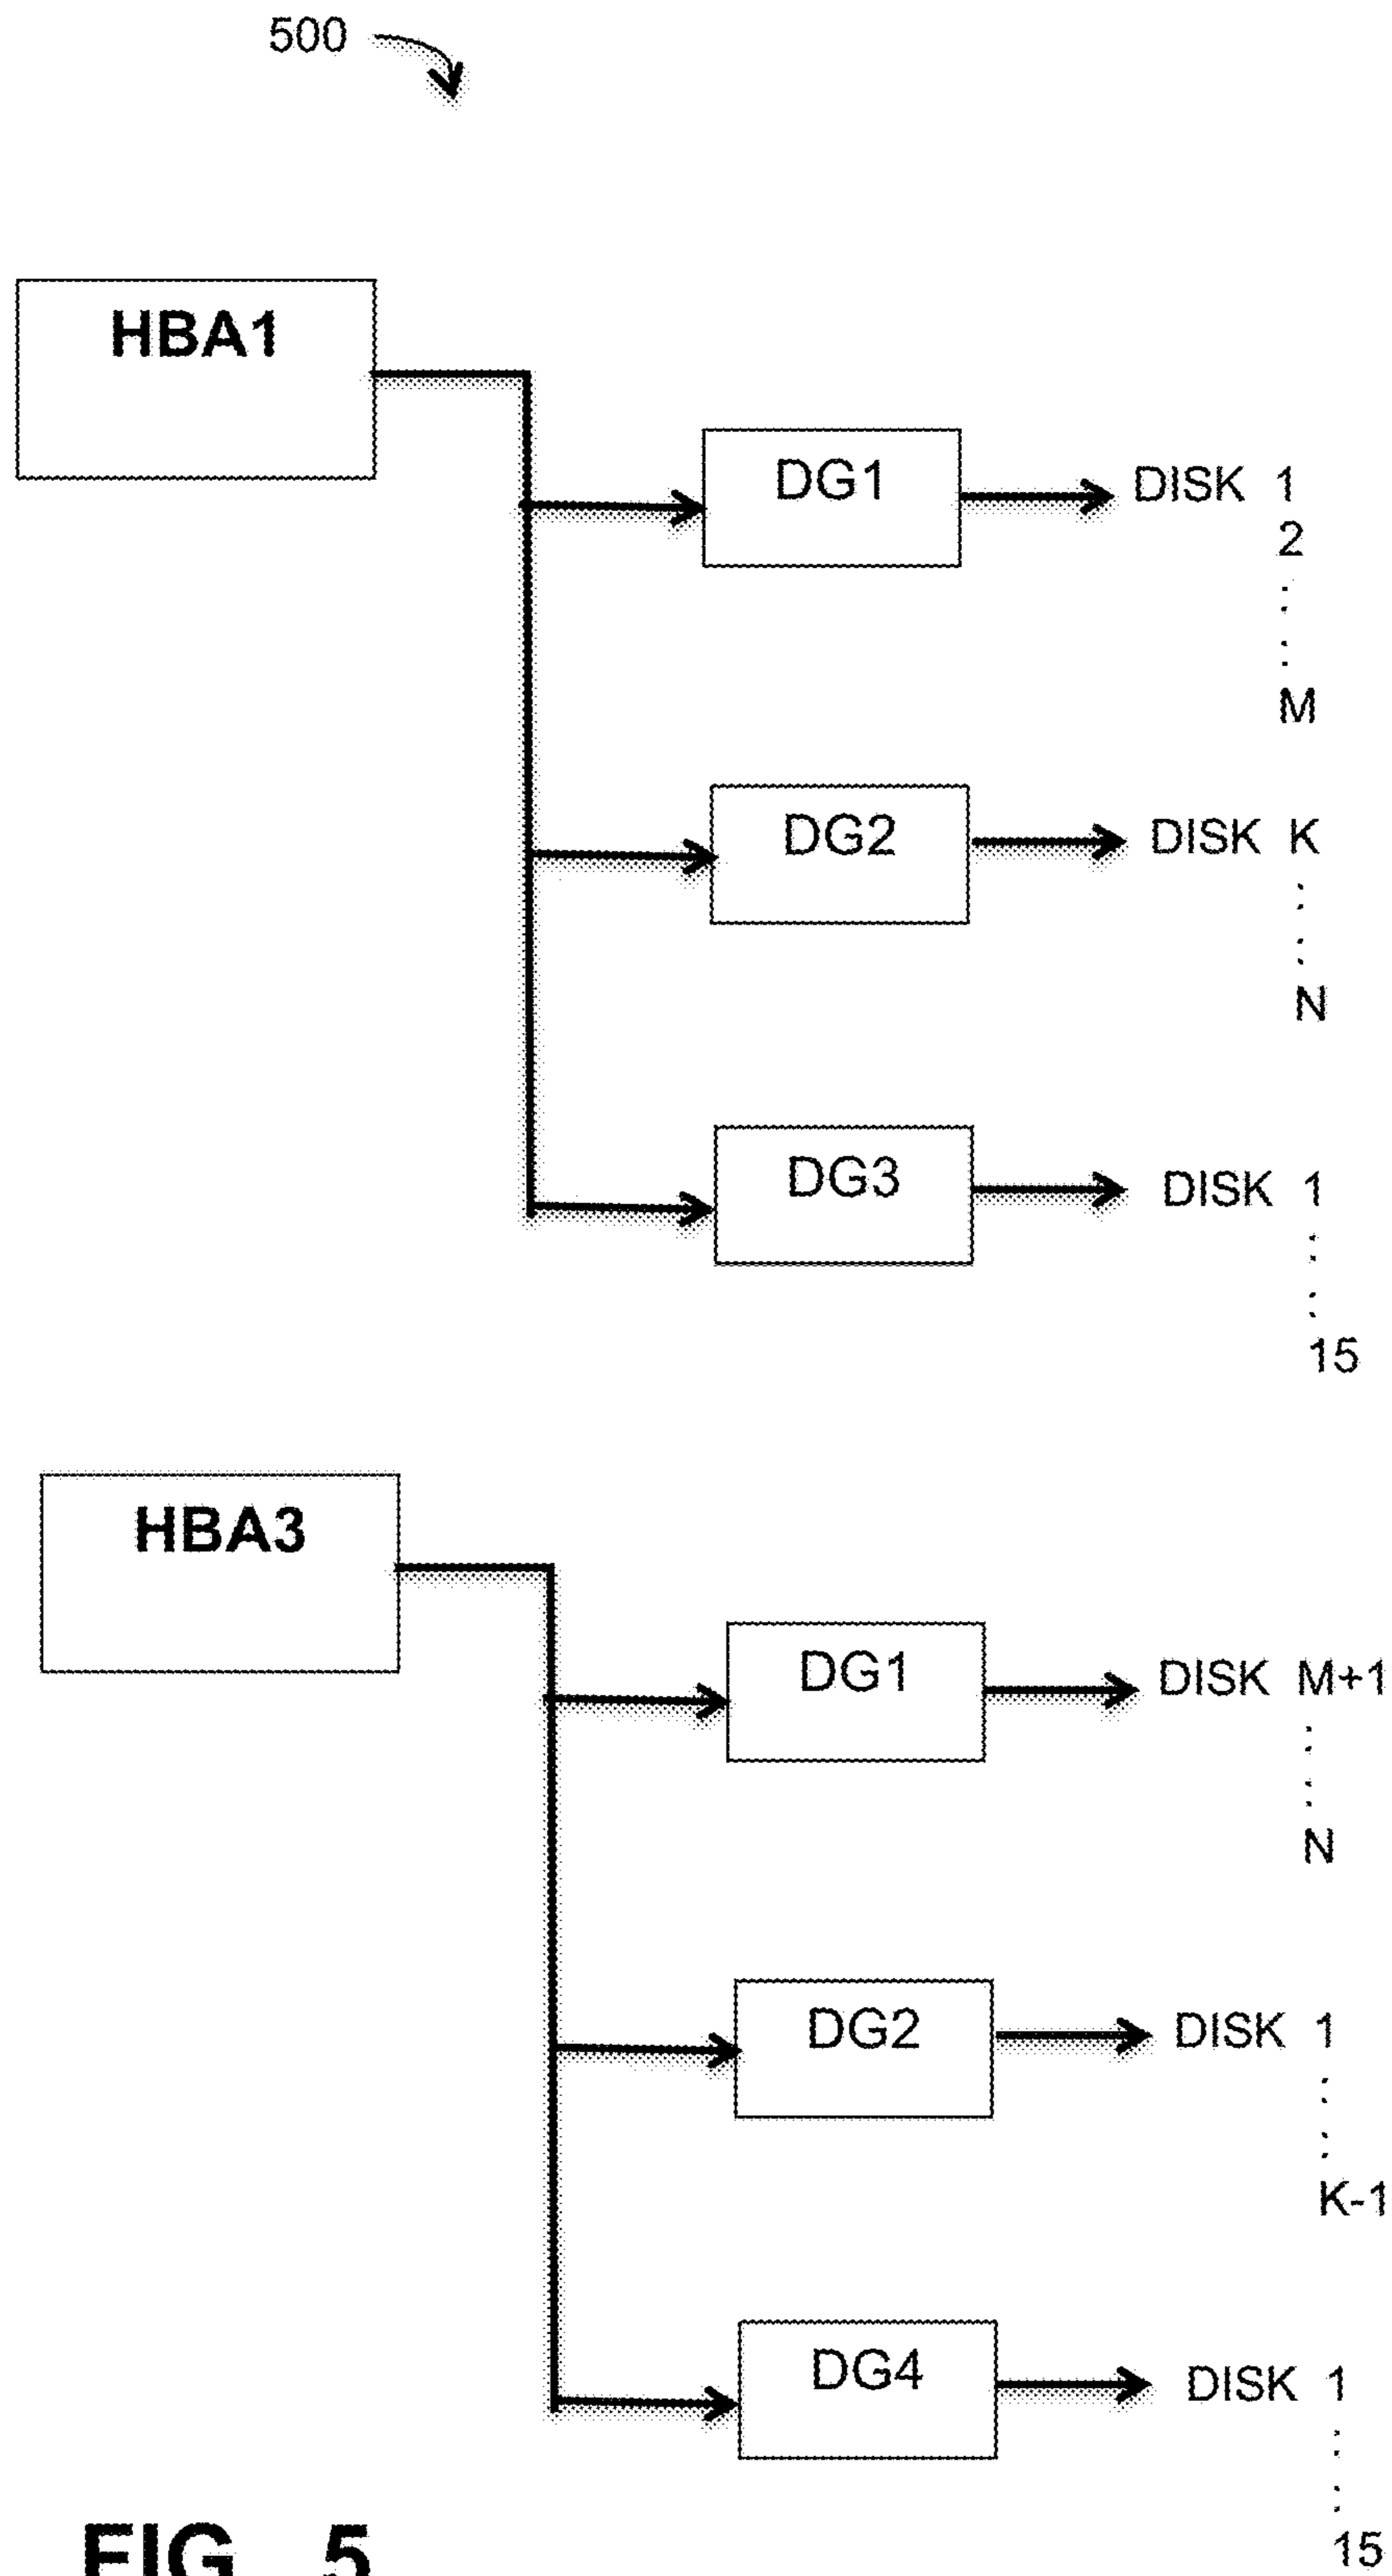 500
HBA1
DG1
DISK 1
2
M
DG2
DISK K
N
DG3
DISK 1
15
HBA3
DG1
DISK M+1
N
DG2
DISK 1
K-1
DG4
DISK 1
15
FIG. 5